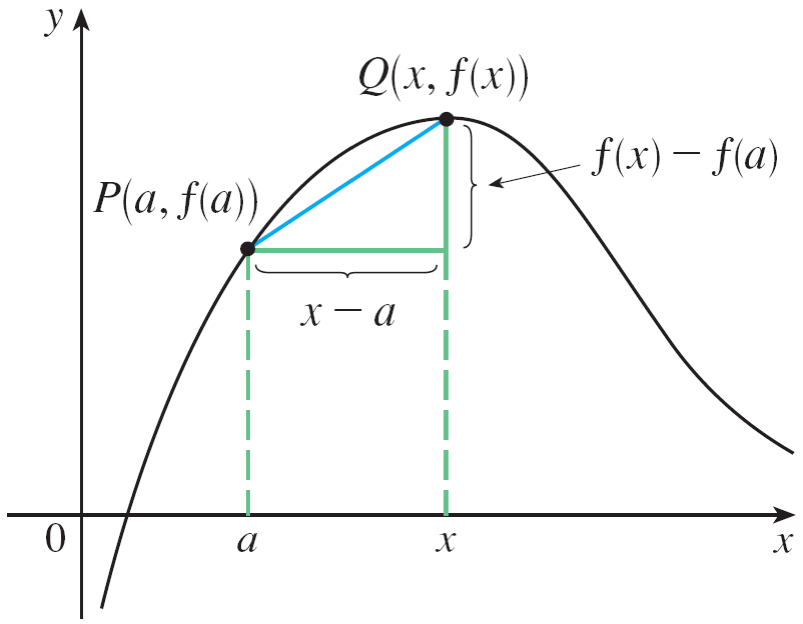 y
Q(x, f(x))
f(x) − f(a)
P(a, f(a))
x − a
0
a
x
x